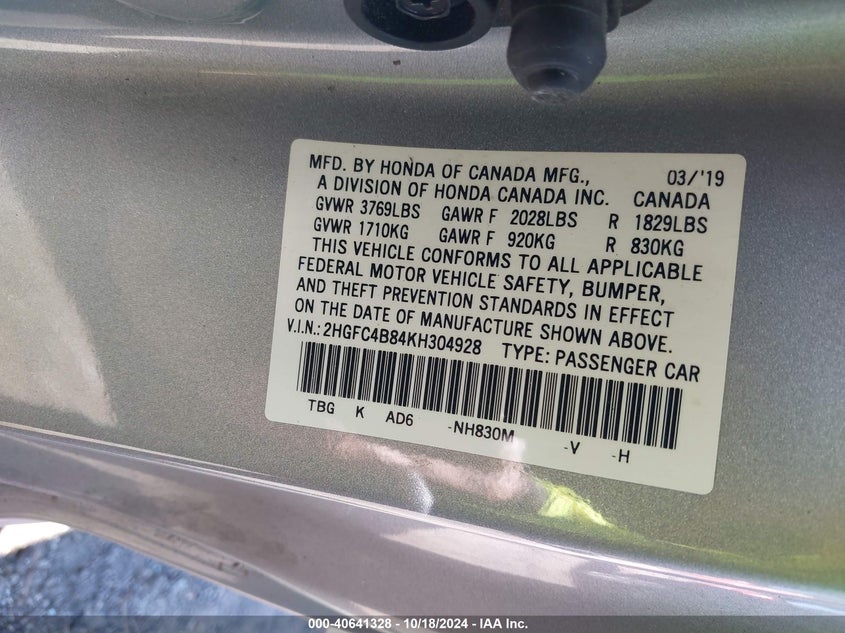 MFD. BY HONDA OF CANADA MFG., 03/'19
A DIVISION OF HONDA CANADA INC. CANADA
GVWR 3769LBS GAWR F 2028LBS R 1829LBS
GVWR 1710KG GAWR F 920KG R 830KG
THIS VEHICLE CONFORMS TO ALL APPLICABLE
FEDERAL MOTOR VEHICLE SAFETY, BUMPER,
AND THEFT PREVENTION STANDARDS IN EFFECT
ON THE DATE OF MANUFACTURE SHOWN ABOVE.
V.I.N.: 2HGFC4B84KH304928 TYPE: PASSENGER CAR
TBG K AD6 -NH830M -V -H
00--40641328 - 10/18/2024 - IAA Inc.